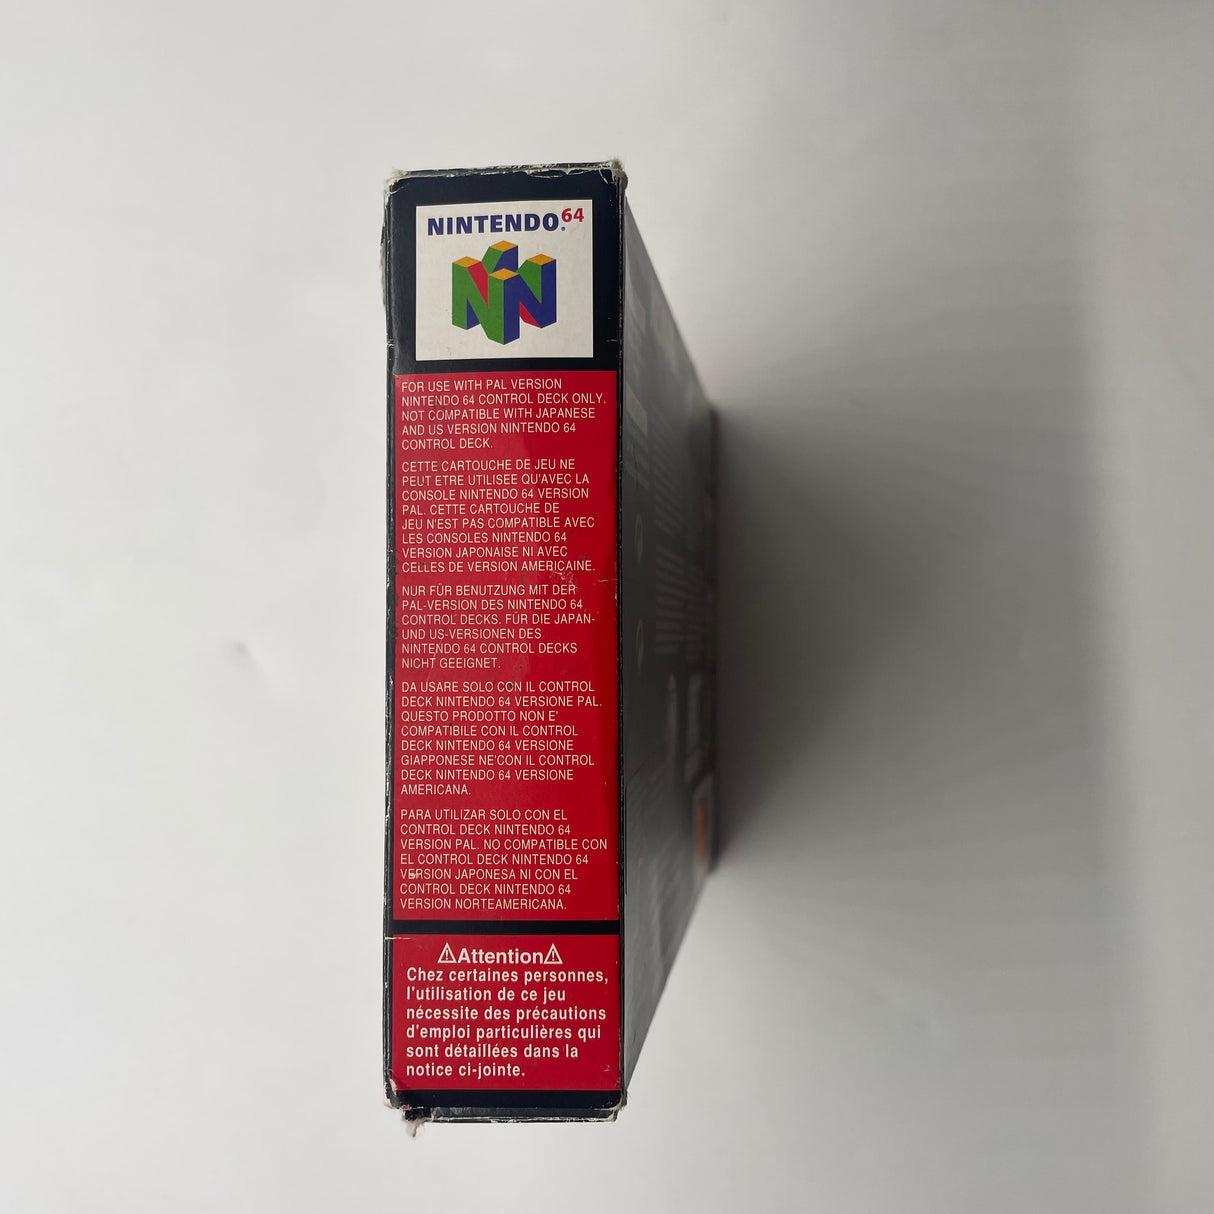 NINTENDO®64
FOR USE WITH PAL VERSION
NINTENDO 64 CONTROL DECK ONLY.
NOT COMPATIBLE WITH JAPANESE
AND US VERSION NINTENDO 64
CONTROL DECK.
CETTE CARTOUCHE DE JEU NE
PEUT ETRE UTILISEE QU'AVEC LA
CONSOLE NINTENDO 64 VERSION
PAL. CETTE CARTOUCHE DE
JEU N'EST PAS COMPATIBLE AVEC
LES CONSOLES NINTENDO 64
VERSION JAPONAISE NI AVEC
CELLES DE VERSION AMERICAINE.
NUR FÜR BENUTZUNG MIT DER
PAL-VERSION DES NINTENDO 64
CONTROL DECKS. FÜR DIE JAPAN-
UND US-VERSIONEN DES
NINTENDO 64 CONTROL DECKS
NICHT GEEIGNET.
DA USARE SOLO CON IL CONTROL
DECK NINTENDO 64 VERSIONE PAL.
QUESTO PRODOTTO NON E'
COMPATIBILE CON IL CONTROL
DECK NINTENDO 64 VERSIONE
GIAPPONESE NE'CON IL CONTROL
DECK NINTENDO 64 VERSIONE
AMERICANA.
PARA UTILIZAR SOLO CON EL
CONTROL DECK NINTENDO 64
VERSION PAL. NO COMPATIBLE CON
EL CONTROL DECK NINTENDO 64
VERSION JAPONESA NI CON EL
CONTROL DECK NINTENDO 64
VERSION NORTEAMERICANA.
⚠Attention⚠
Chez certaines personnes,
l'utilisation de ce jeu
nécessite des précautions
d'emploi particulières qui
sont détaillées dans la
notice ci-jointe.